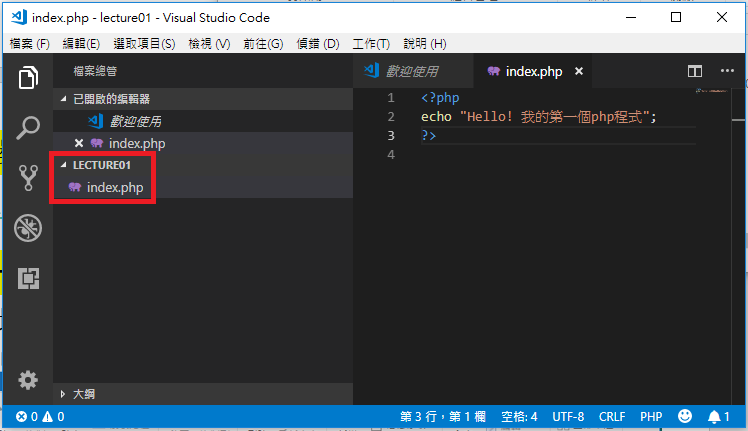 index.php - lecture01 - Visual Studio Code
檔案 (F) 編輯(E) 選取項目(S) 檢視 (V) 前往(G) 偵錯 (D) 工作(T) 說明 (H)
檔案總管
歡迎使用 index.php
已開啟的編輯器
歡迎使用
index.php
LECTURE01
index.php
大綱
1 <?php
2 echo "Hello! 我的第一個php程式";
3 ?>
4
0 0 第 3 行，第 1 欄 空格: 4 UTF-8 CRLF PHP 1